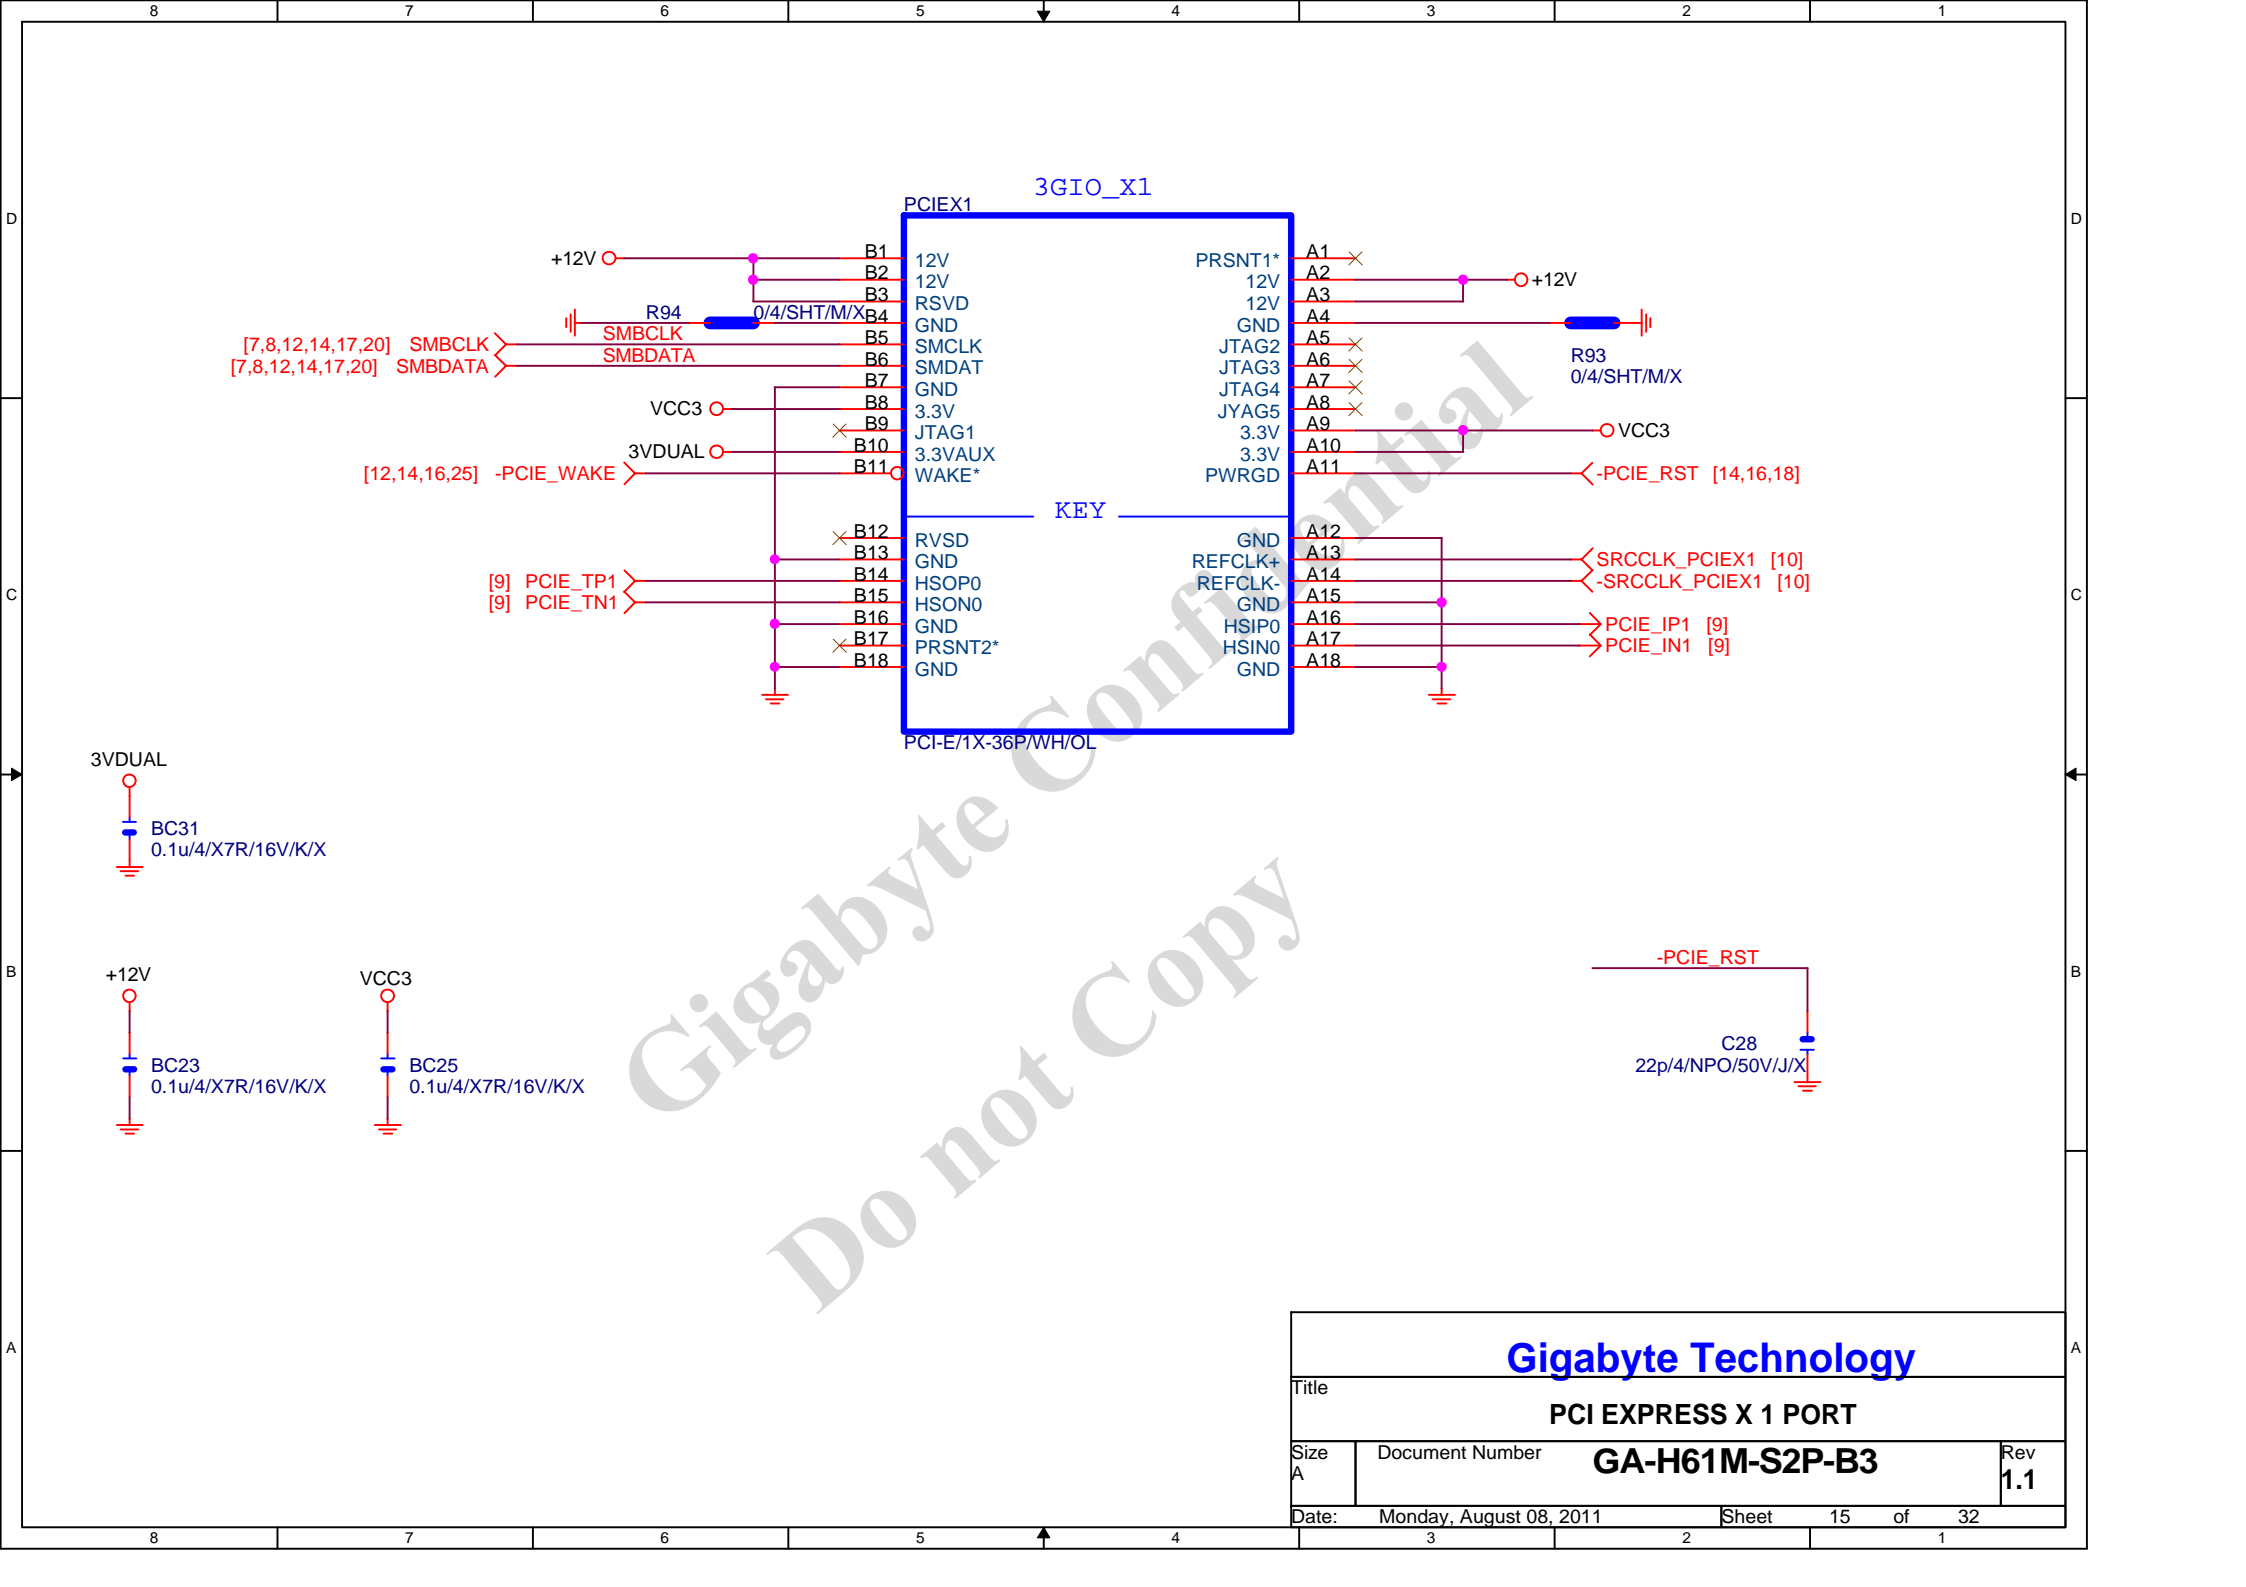 8 7 6 5 4 3 2 1
D D
C C
B B
A A
3GIO_X1
PCIEX1
+12V
B1 12V
B2 12V
B3 RSVD
R94 0/4/SHT/M/X
B4 GND
[7,8,12,14,17,20] SMBCLK SMBCLK B5 SMCLK
[7,8,12,14,17,20] SMBDATA SMBDATA B6 SMDAT
B7 GND
VCC3 B8 3.3V
B9 JTAG1
3VDUAL B10 3.3VAUX
[12,14,16,25] -PCIE_WAKE B11 WAKE*
KEY
B12 RVSD
B13 GND
[9] PCIE_TP1 B14 HSOP0
[9] PCIE_TN1 B15 HSON0
B16 GND
B17 PRSNT2*
B18 GND
PRSNT1* A1
12V A2 +12V
12V A3
GND A4
R93
0/4/SHT/M/X
JTAG2 A5
JTAG3 A6
JTAG4 A7
JYAG5 A8
3.3V A9 VCC3
3.3V A10
PWRGD A11 -PCIE_RST [14,16,18]
GND A12
REFCLK+ A13 SRCCLK_PCIEX1 [10]
REFCLK- A14 -SRCCLK_PCIEX1 [10]
GND A15
HSIP0 A16 PCIE_IP1 [9]
HSIN0 A17 PCIE_IN1 [9]
GND A18
PCI-E/1X-36P/WH/OL
3VDUAL
BC31
0.1u/4/X7R/16V/K/X
+12V
BC23
0.1u/4/X7R/16V/K/X
VCC3
BC25
0.1u/4/X7R/16V/K/X
-PCIE_RST
C28
22p/4/NPO/50V/J/X
Gigabyte Confidential
Do not Copy
Gigabyte Technology
Title
PCI EXPRESS X 1 PORT
Size
A
Document Number GA-H61M-S2P-B3
Rev
1.1
Date: Monday, August 08, 2011 Sheet 15 of 32
8 7 6 5 4 3 2 1